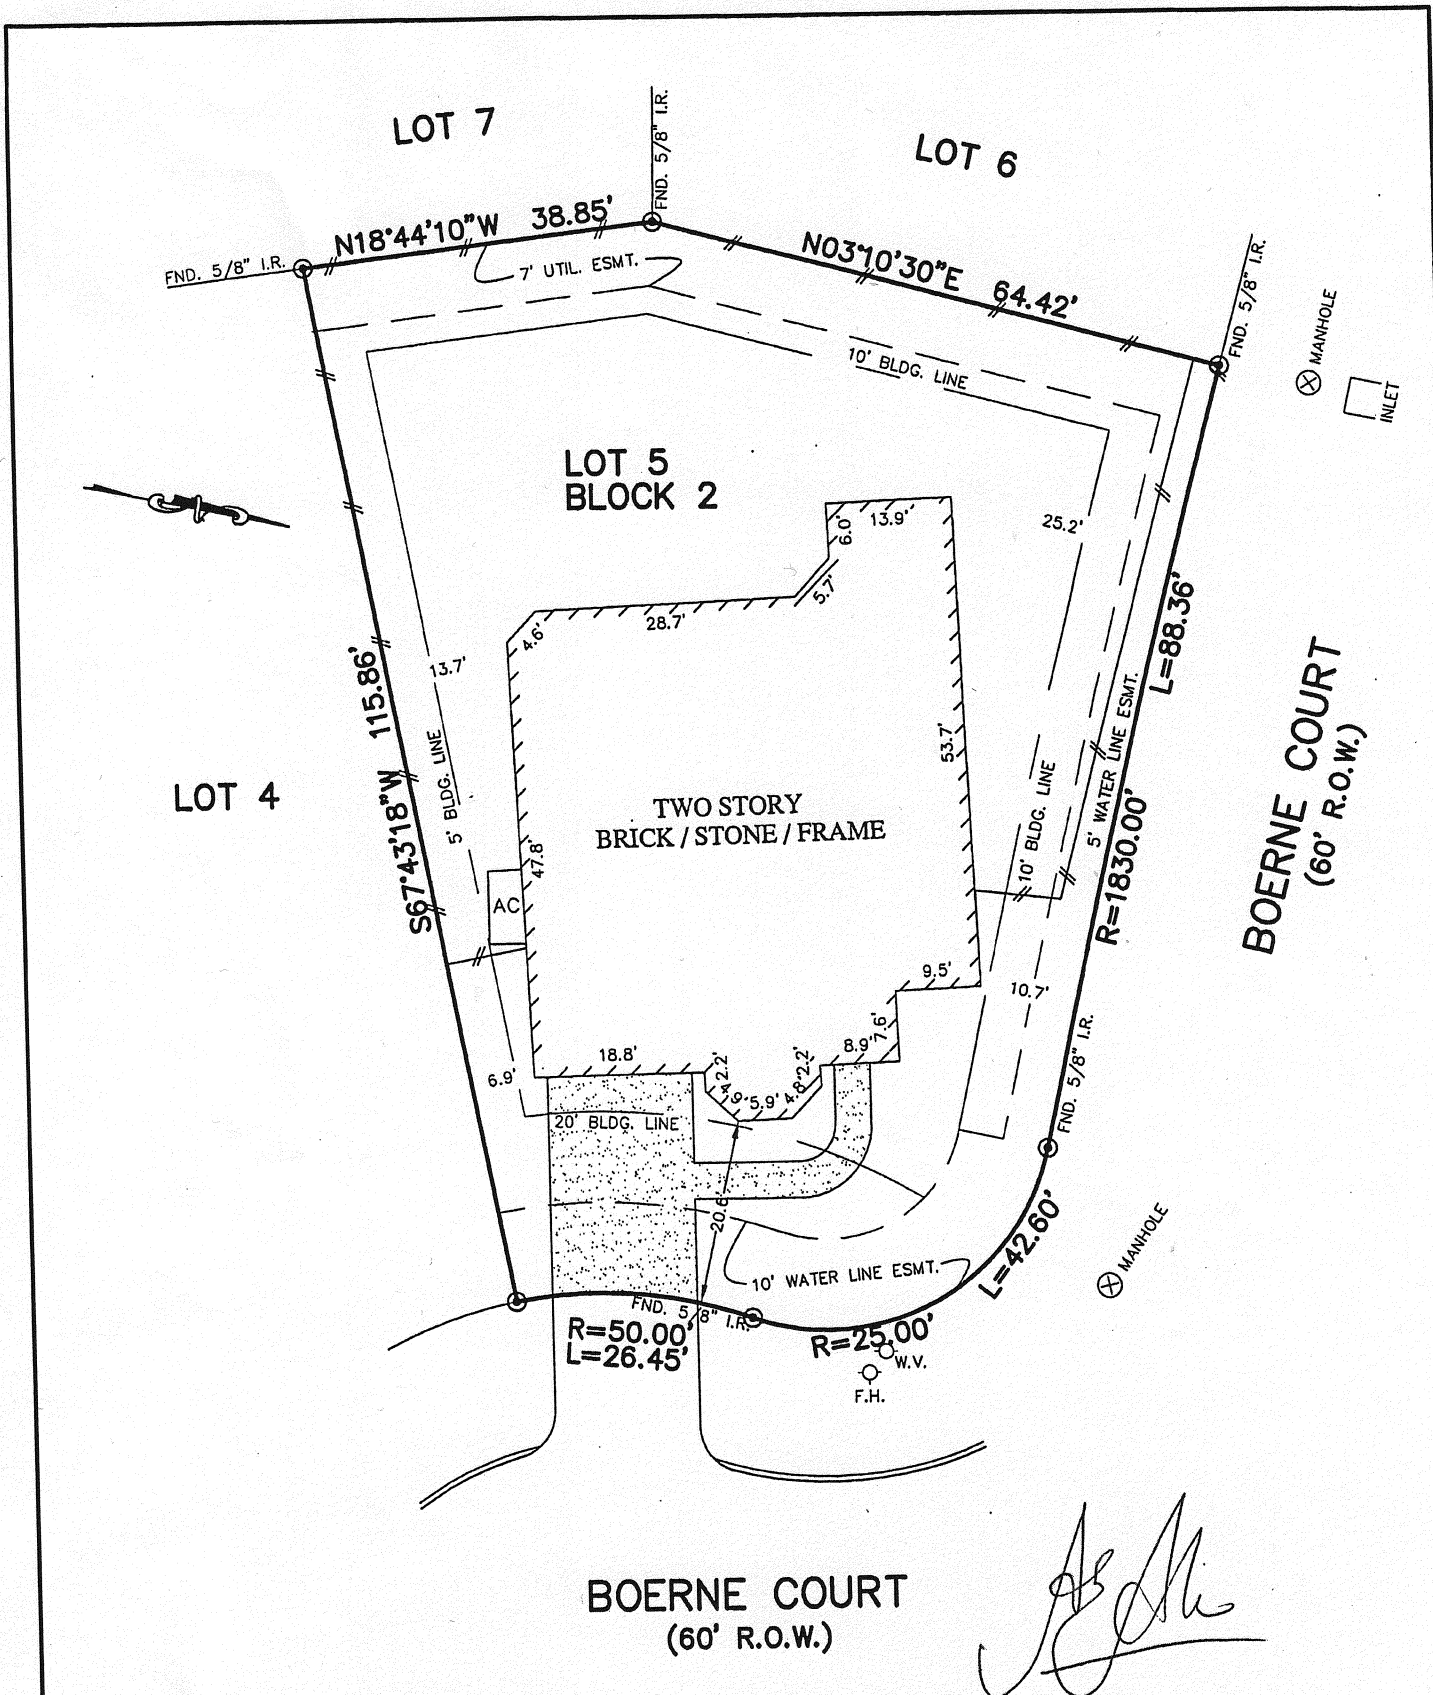 LOT 7
FND. 5/8" I.R.
LOT 6
N18°44'10"W 38.85'
FND. 5/8" I.R.
7' UTIL. ESMT.
N03°10'30"E 64.42'
FND. 5/8" I.R.
MANHOLE
INLET
10' BLDG. LINE
LOT 5
BLOCK 2
13.9'
6.0'
25.2'
5.7'
28.7'
4.6'
13.7'
L=88.36'
115.86'
S67°43'18"W
5' BLDG. LINE
53.7'
5' WATER LINE ESMT.
BOERNE COURT
(60' R.O.W.)
LOT 4
TWO STORY
BRICK / STONE / FRAME
10' BLDG. LINE
R=1830.00'
47.8'
AC
9.5'
10.7'
7.6'
8.9'
18.8'
2.2'
4.9'
5.9'
4.8'
2.2'
6.9'
FND. 5/8" I.R.
20' BLDG. LINE
20.6'
10' WATER LINE ESMT.
L=42.60'
MANHOLE
FND. 5/8" I.R.
R=50.00'
L=26.45'
R=25.00'
W.V.
F.H.
BOERNE COURT
(60' R.O.W.)